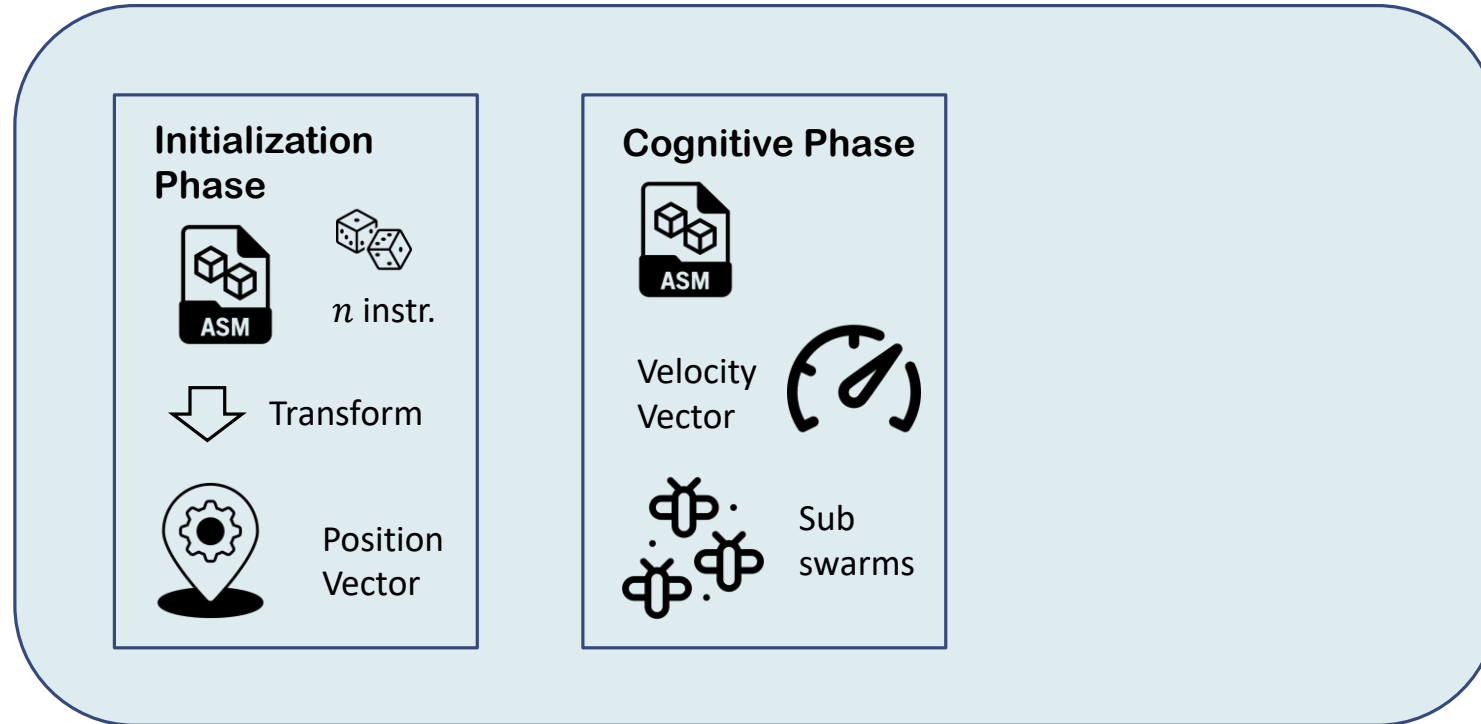 Initialization
Phase
ASM
n instr.
Transform
Position
Vector
Cognitive Phase
ASM
Velocity
Vector
Sub
swarms